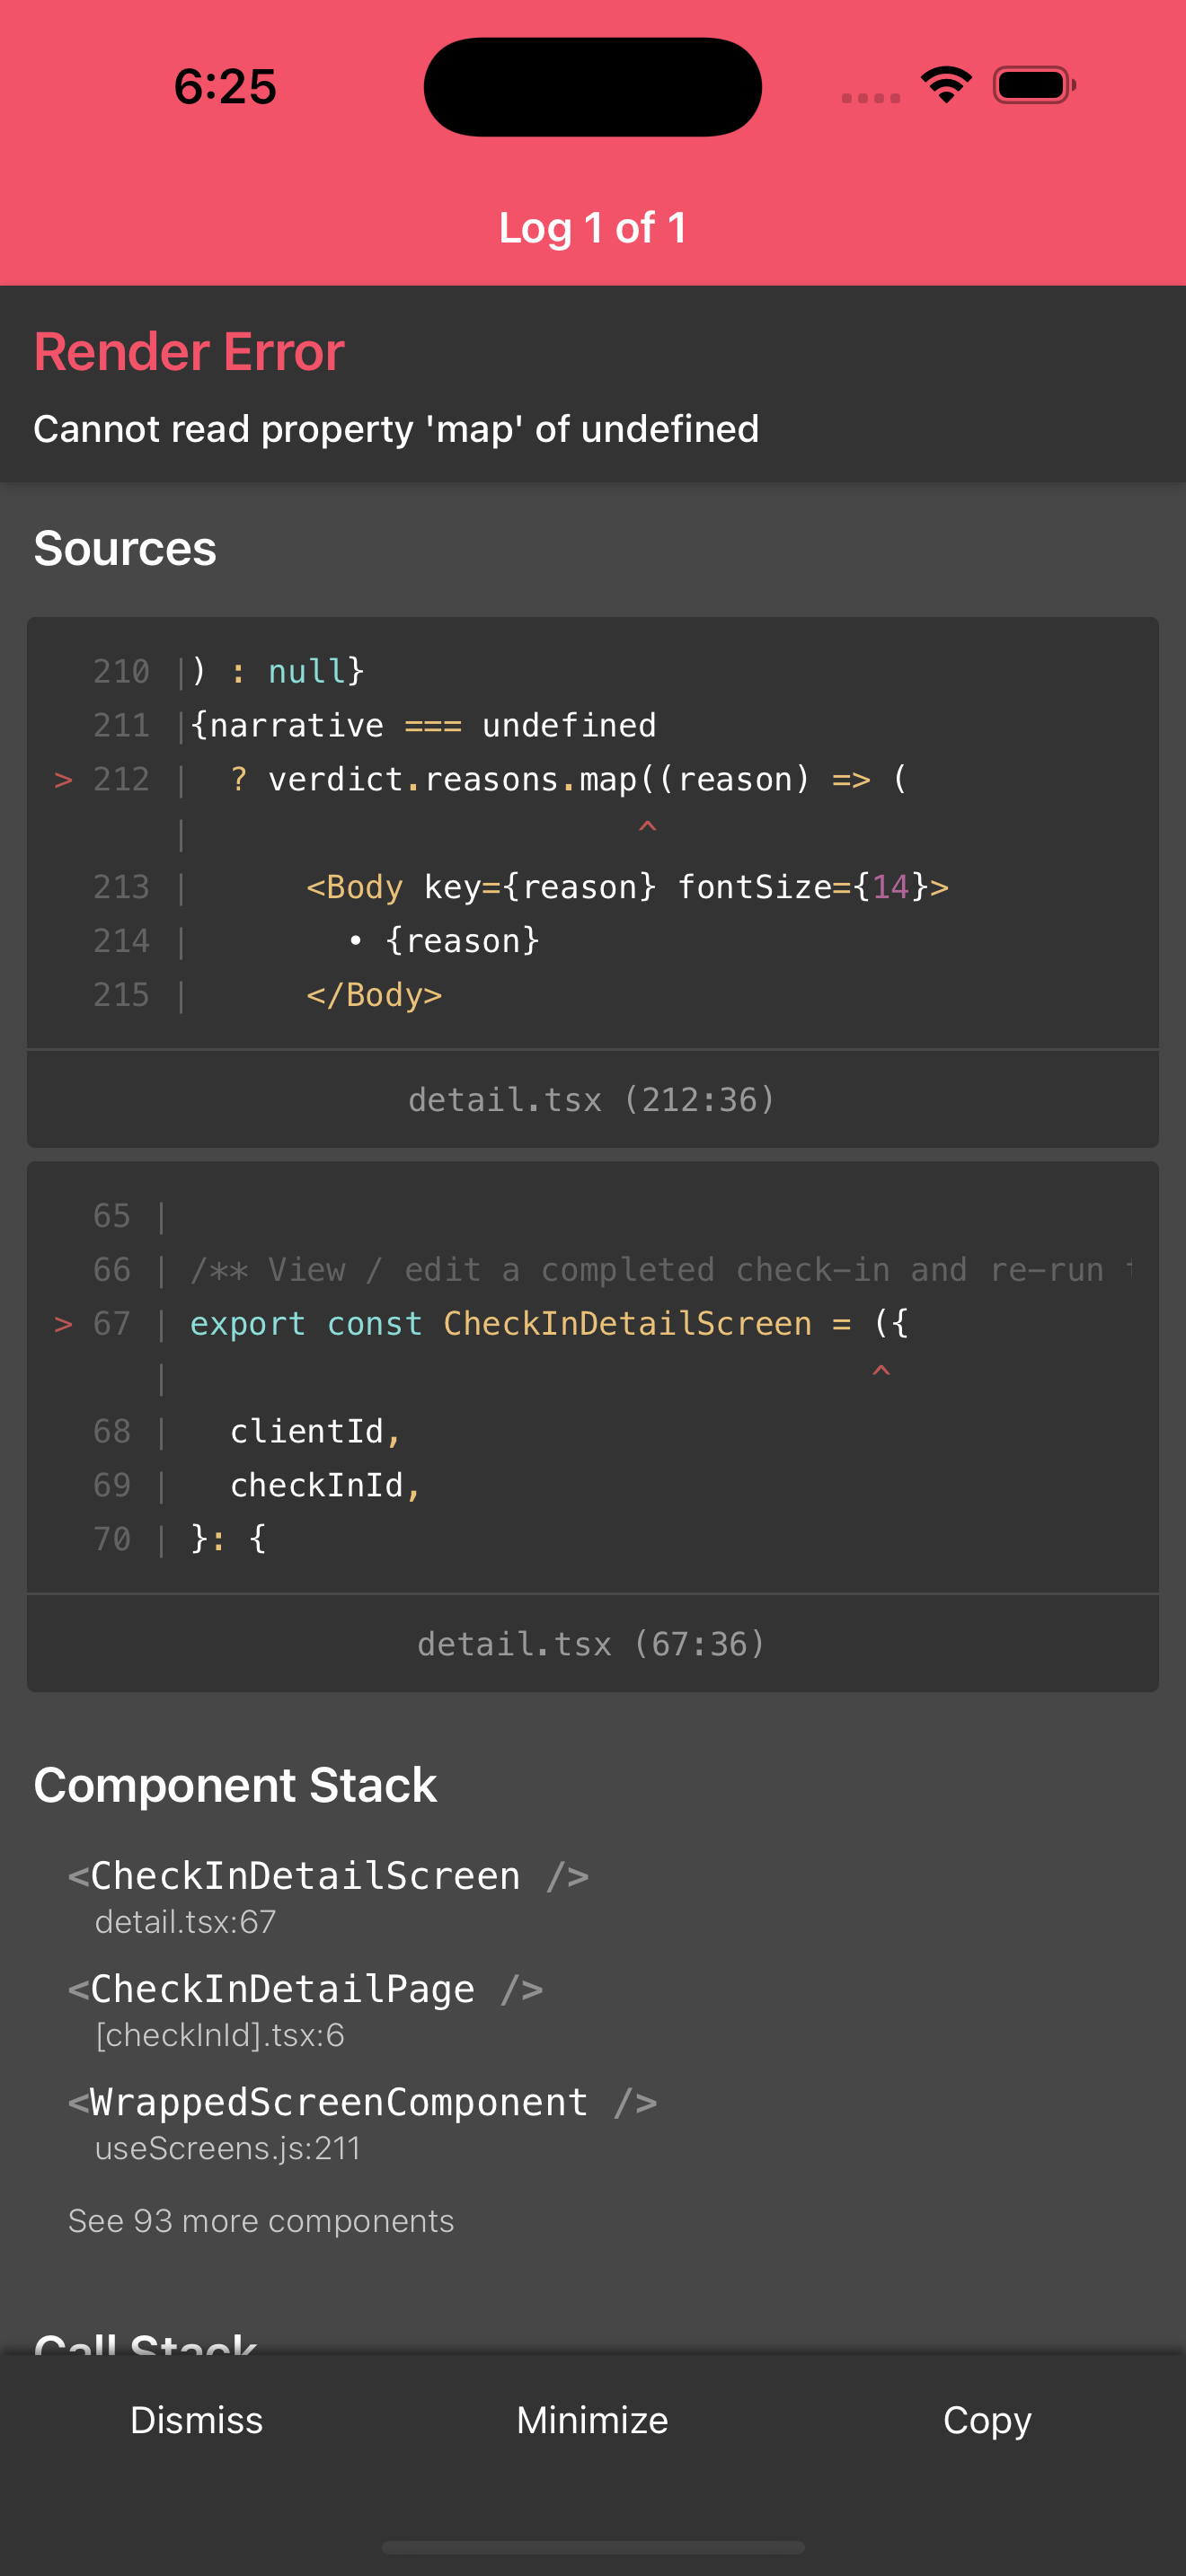 6:25
Log 1 of 1
Render Error
Cannot read property 'map' of undefined
Sources
210 |) : null}
211 |{narrative === undefined
> 212 |  ? verdict.reasons.map((reason) => (
|                       ^
213 |      <Body key={reason} fontSize={14}>
214 |        • {reason}
215 |      </Body>
detail.tsx (212:36)
65 |
66 | /** View / edit a completed check-in and re-run
> 67 | export const CheckInDetailScreen = ({
|                                    ^
68 |   clientId,
69 |   checkInId,
70 | }: {
detail.tsx (67:36)
Component Stack
<CheckInDetailScreen />
detail.tsx:67
<CheckInDetailPage />
[checkInId].tsx:6
<WrappedScreenComponent />
useScreens.js:211
See 93 more components
Call Stack
Dismiss
Minimize
Copy